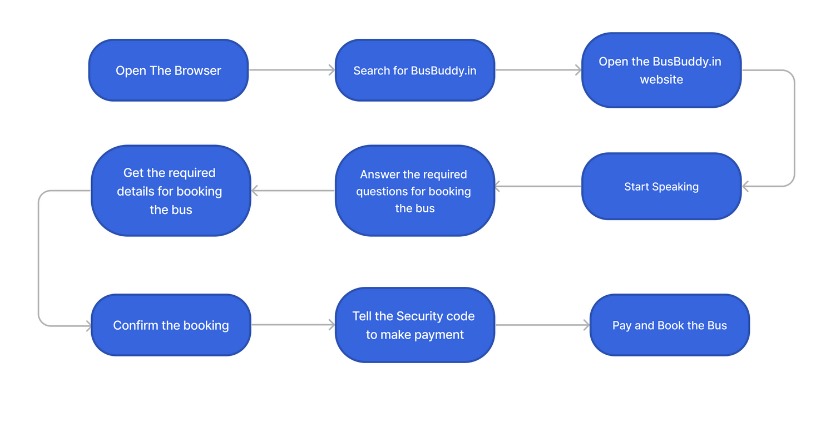 Open The Browser
Search for BusBuddy.in
Open the BusBuddy.in
website
Start Speaking
Answer the required
questions for booking
the bus
Get the required
details for booking
the bus
Confirm the booking
Tell the Security code
to make payment
Pay and Book the Bus